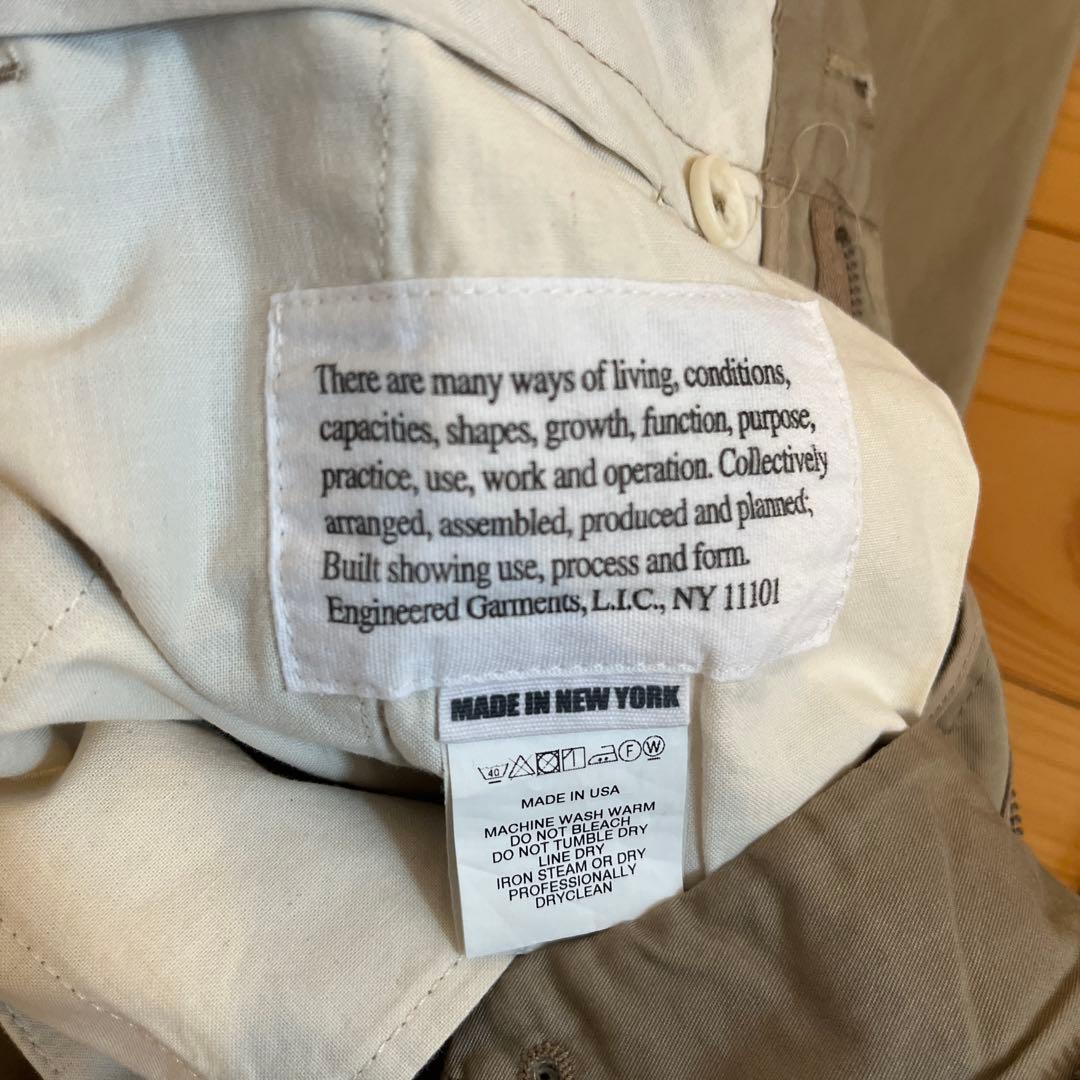 There are many ways of living, conditions,
capacities, shapes, growth, function, purpose,
practice, use, work and operation. Collectively
arranged, assembled, produced and planned;
Built showing use, process and form.
Engineered Garments, L.I.C., NY 11101
MADE IN NEW YORK
40 F W
MADE IN USA
MACHINE WASH WARM
DO NOT BLEACH
DO NOT TUMBLE DRY
LINE DRY
IRON STEAM OR DRY
PROFESSIONALLY
DRYCLEAN